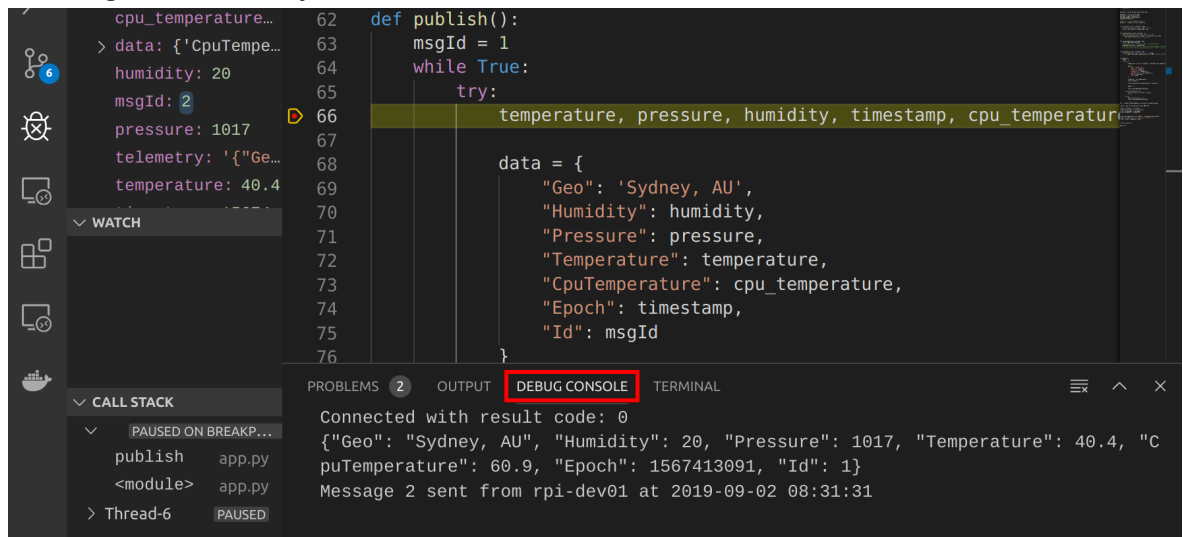 cpu_temperature…
> data: {'CpuTempe…
humidity: 20
msgId: 2
pressure: 1017
telemetry: '{"Ge…
temperature: 40.4
WATCH
CALL STACK
PAUSED ON BREAKP…
publish app.py
<module> app.py
> Thread-6 PAUSED
6
62 def publish():
63 msgId = 1
64 while True:
65 try:
66 temperature, pressure, humidity, timestamp, cpu_temperatur
67
68 data = {
69 "Geo": 'Sydney, AU',
70 "Humidity": humidity,
71 "Pressure": pressure,
72 "Temperature": temperature,
73 "CpuTemperature": cpu_temperature,
74 "Epoch": timestamp,
75 "Id": msgId
76 }
PROBLEMS 2 OUTPUT DEBUG CONSOLE TERMINAL
Connected with result code: 0
{"Geo": "Sydney, AU", "Humidity": 20, "Pressure": 1017, "Temperature": 40.4, "C
puTemperature": 60.9, "Epoch": 1567413091, "Id": 1}
Message 2 sent from rpi-dev01 at 2019-09-02 08:31:31